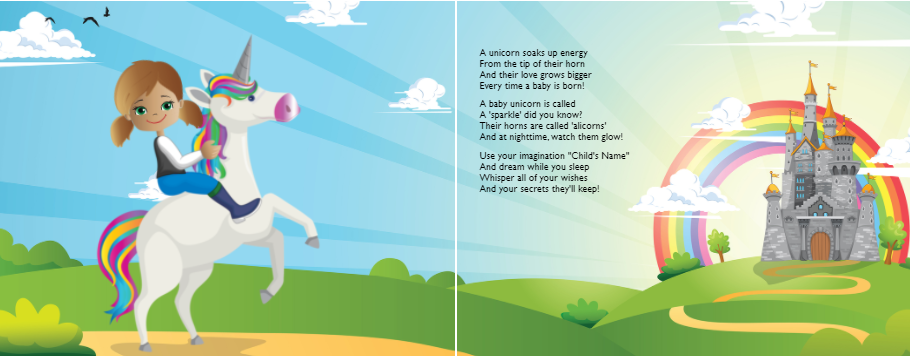 A unicorn soaks up energy
From the tip of their horn
And their love grows bigger
Every time a baby is born!
A baby unicorn is called
A 'sparkle' did you know?
Their horns are called 'alicorns'
And at nighttime, watch them glow!
Use your imagination "Child's Name"
And dream while you sleep
Whisper all of your wishes
And your secrets they'll keep!